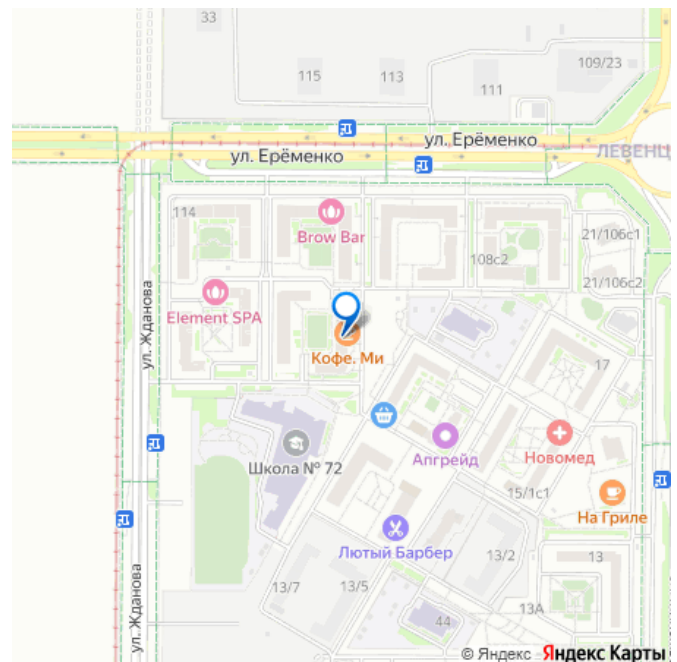 33
115
113
109/23
111
ул. Ерёменко
ул. Ерёменко
ЛЕВЕНЦ
114
Brow Bar
21/106с1
108с2
21/106с2
Element SPA
ул. Жданова
Кофе. Ми
17
Школа № 72
Апгрейд
Новомед
15/1с1
На Гриле
Лютый Барбер
13/2
13
13/7
13/5
13А
ул. Жданова
44
© Яндекс Яндекс Карты